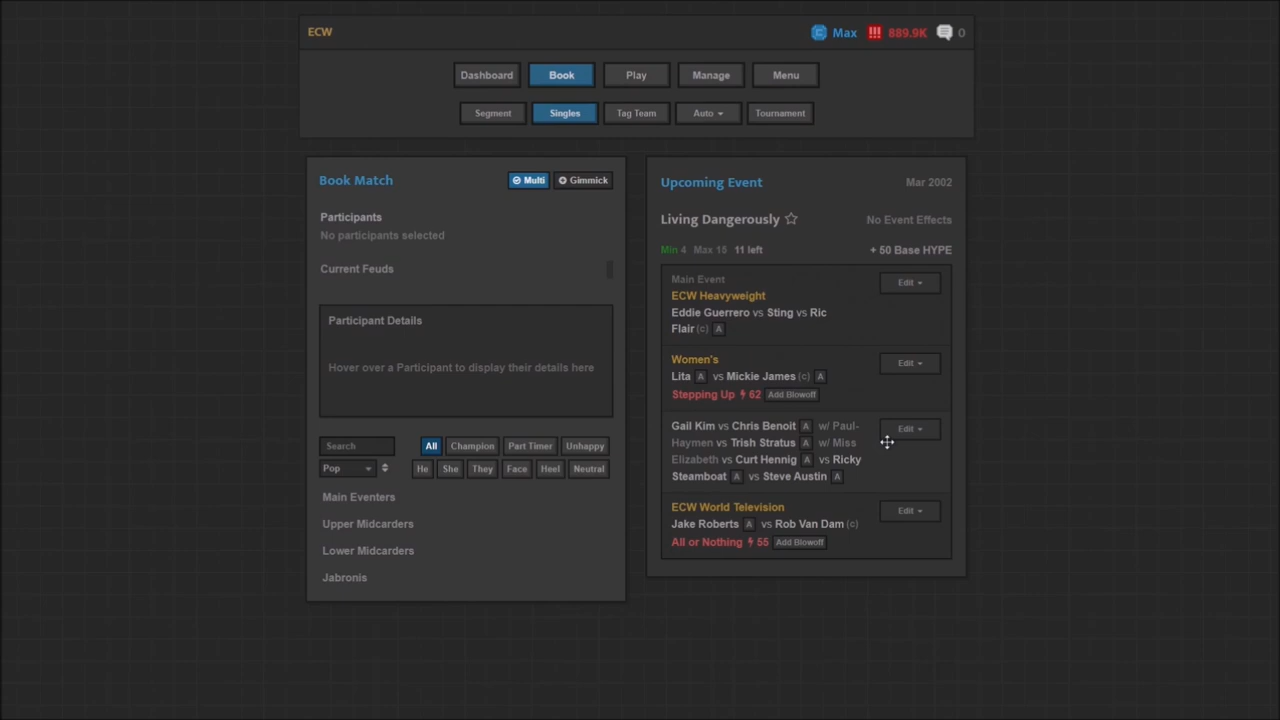 ECW
Max 889.9K 0
Dashboard Book Play Manage Menu
Segment Singles Tag Team Auto Tournament
Book Match Multi Gimmick
Participants
No participants selected
Current Feuds
Participant Details
Hover over a Participant to display their details here
Search All Champion Part Timer Unhappy
Pop He She They Face Heel Neutral
Main Eventers
Upper Midcarders
Lower Midcarders
Jabronis
Upcoming Event Mar 2002
Living Dangerously No Event Effects
Min 4 Max 15 11 left + 50 Base HYPE
Main Event Edit
ECW Heavyweight
Eddie Guerrero vs Sting vs Ric
Flair (c) A
Women's Edit
Lita A vs Mickie James (c) A
Stepping Up 62 Add Blowoff
Gail Kim vs Chris Benoit A w/ Paul- Edit
Haymen vs Trish Stratus A w/ Miss
Elizabeth vs Curt Hennig A vs Ricky
Steamboat A vs Steve Austin A
ECW World Television Edit
Jake Roberts A vs Rob Van Dam (c)
All or Nothing 55 Add Blowoff